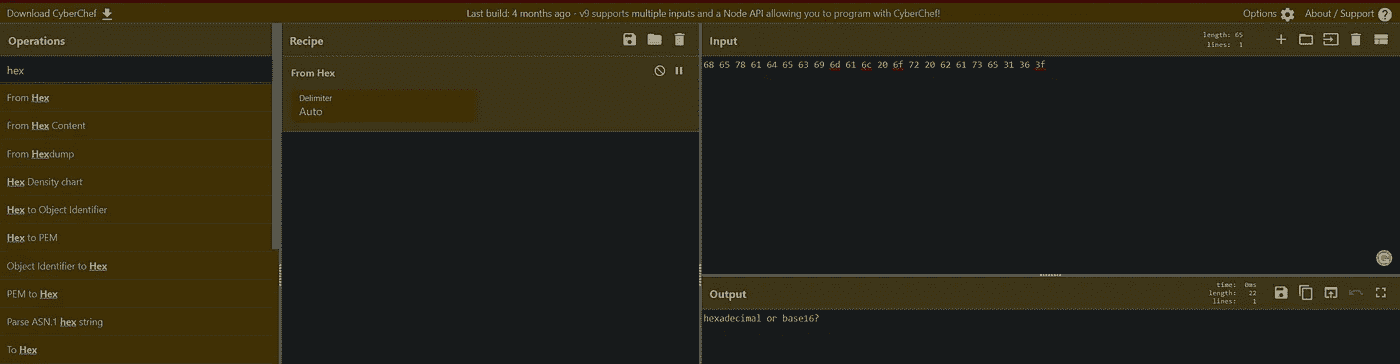 Download CyberChef
Last build: 4 months ago - v9 supports multiple inputs and a Node API allowing you to program with CyberChef!
Options
About / Support
Operations
hex
From Hex
From Hex Content
From Hexdump
Hex Density chart
Hex to Object Identifier
Hex to PEM
Object Identifier to Hex
PEM to Hex
Parse ASN.1 hex string
To Hex
Recipe
From Hex
Delimiter
Auto
Input
length: 65
lines: 1
68 65 78 61 64 65 63 69 6d 61 6c 20 6f 72 20 62 61 73 65 31 36 3f
Output
time: 0ms
length: 22
lines: 1
hexadecimal or base16?